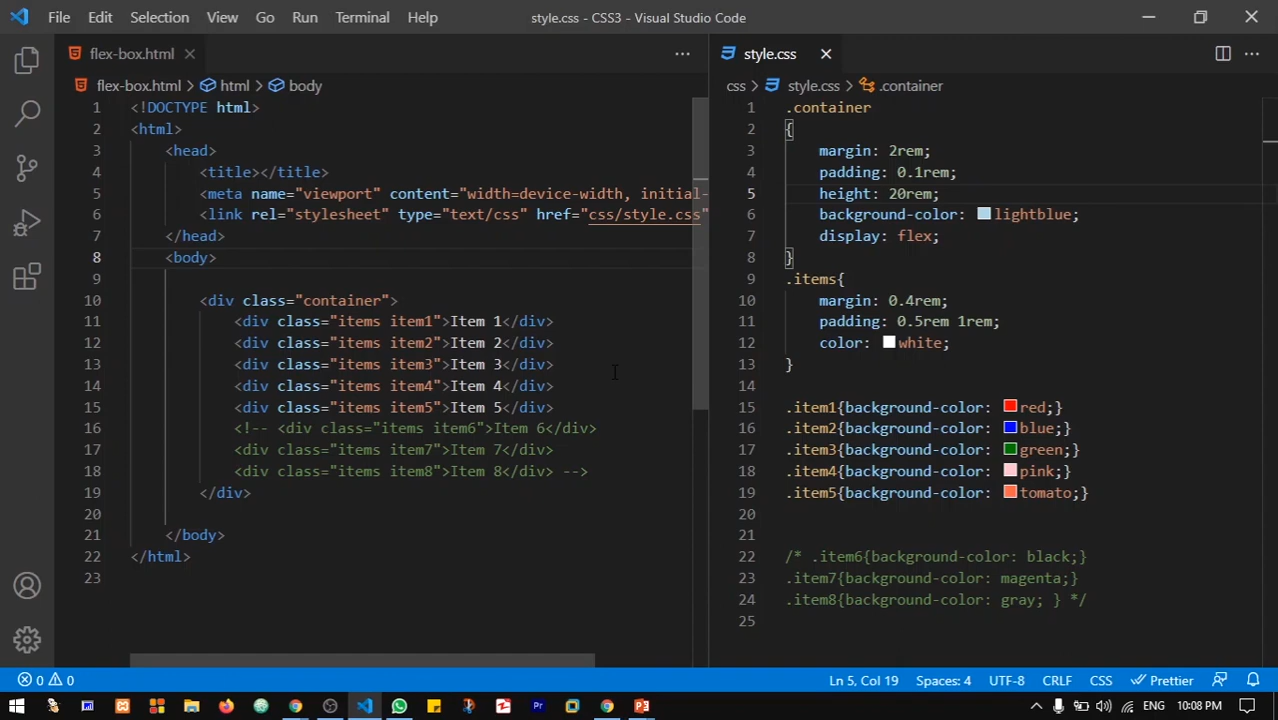 File Edit Selection View Go Run Terminal Help style.css - CSS3 - Visual Studio Code
flex-box.html
flex-box.html > html > body
1 <!DOCTYPE html>
2 <html>
3 <head>
4 <title></title>
5 <meta name="viewport" content="width=device-width, initial-
6 <link rel="stylesheet" type="text/css" href="css/style.css"
7 </head>
8 <body>
9
10 <div class="container">
11 <div class="items item1">Item 1</div>
12 <div class="items item2">Item 2</div>
13 <div class="items item3">Item 3</div>
14 <div class="items item4">Item 4</div>
15 <div class="items item5">Item 5</div>
16 <!-- <div class="items item6">Item 6</div>
17 <div class="items item7">Item 7</div>
18 <div class="items item8">Item 8</div> -->
19 </div>
20
21 </body>
22 </html>
23
style.css
css > style.css > .container
1 .container
2 {
3 margin: 2rem;
4 padding: 0.1rem;
5 height: 20rem;
6 background-color: lightblue;
7 display: flex;
8 }
9 .items{
10 margin: 0.4rem;
11 padding: 0.5rem 1rem;
12 color: white;
13 }
14
15 .item1{background-color: red;}
16 .item2{background-color: blue;}
17 .item3{background-color: green;}
18 .item4{background-color: pink;}
19 .item5{background-color: tomato;}
20
21
22 /* .item6{background-color: black;}
23 .item7{background-color: magenta;}
24 .item8{background-color: gray; } */
25
0 0 Ln 5, Col 19 Spaces: 4 UTF-8 CRLF CSS Prettier
Pr ENG 10:08 PM